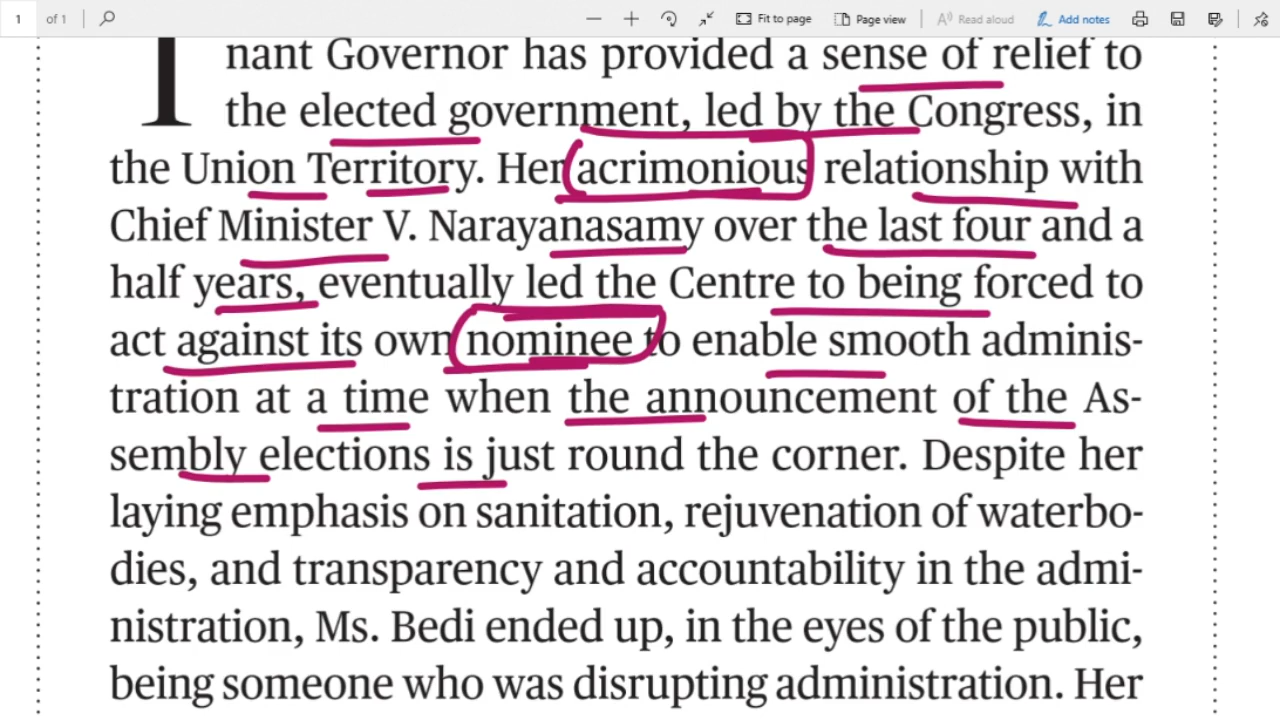 1 of 1 Fit to page Page view Read aloud Add notes
T nant Governor has provided a sense of relief to
the elected government, led by the Congress, in
the Union Territory. Her acrimonious relationship with
Chief Minister V. Narayanasamy over the last four and a
half years, eventually led the Centre to being forced to
act against its own nominee to enable smooth adminis-
tration at a time when the announcement of the As-
sembly elections is just round the corner. Despite her
laying emphasis on sanitation, rejuvenation of waterbo-
dies, and transparency and accountability in the admi-
nistration, Ms. Bedi ended up, in the eyes of the public,
being someone who was disrupting administration. Her